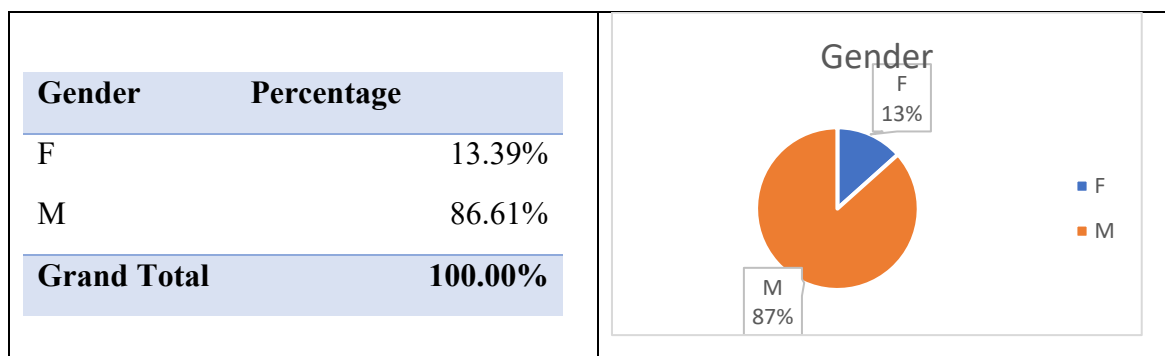 Gender Percentage
F 13.39%
M 86.61%
Grand Total 100.00%
Gender
F
13%
M
87%
F
M